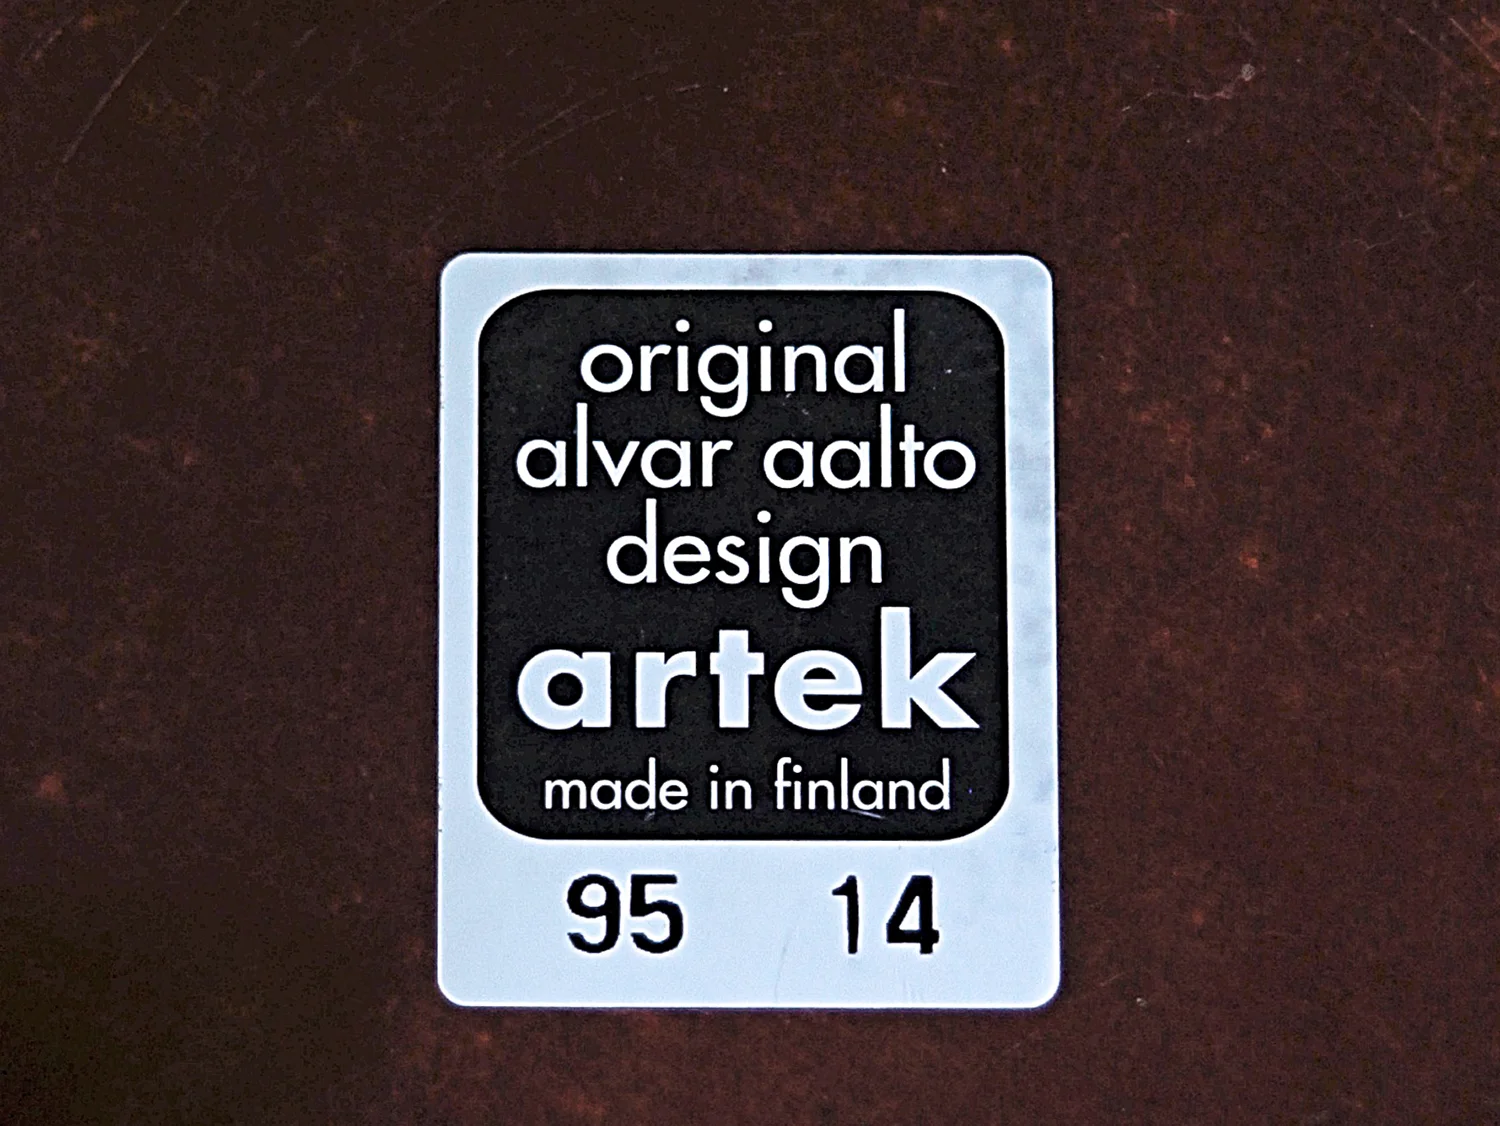 original
alvar aalto
design
artek
made in finland
95 14